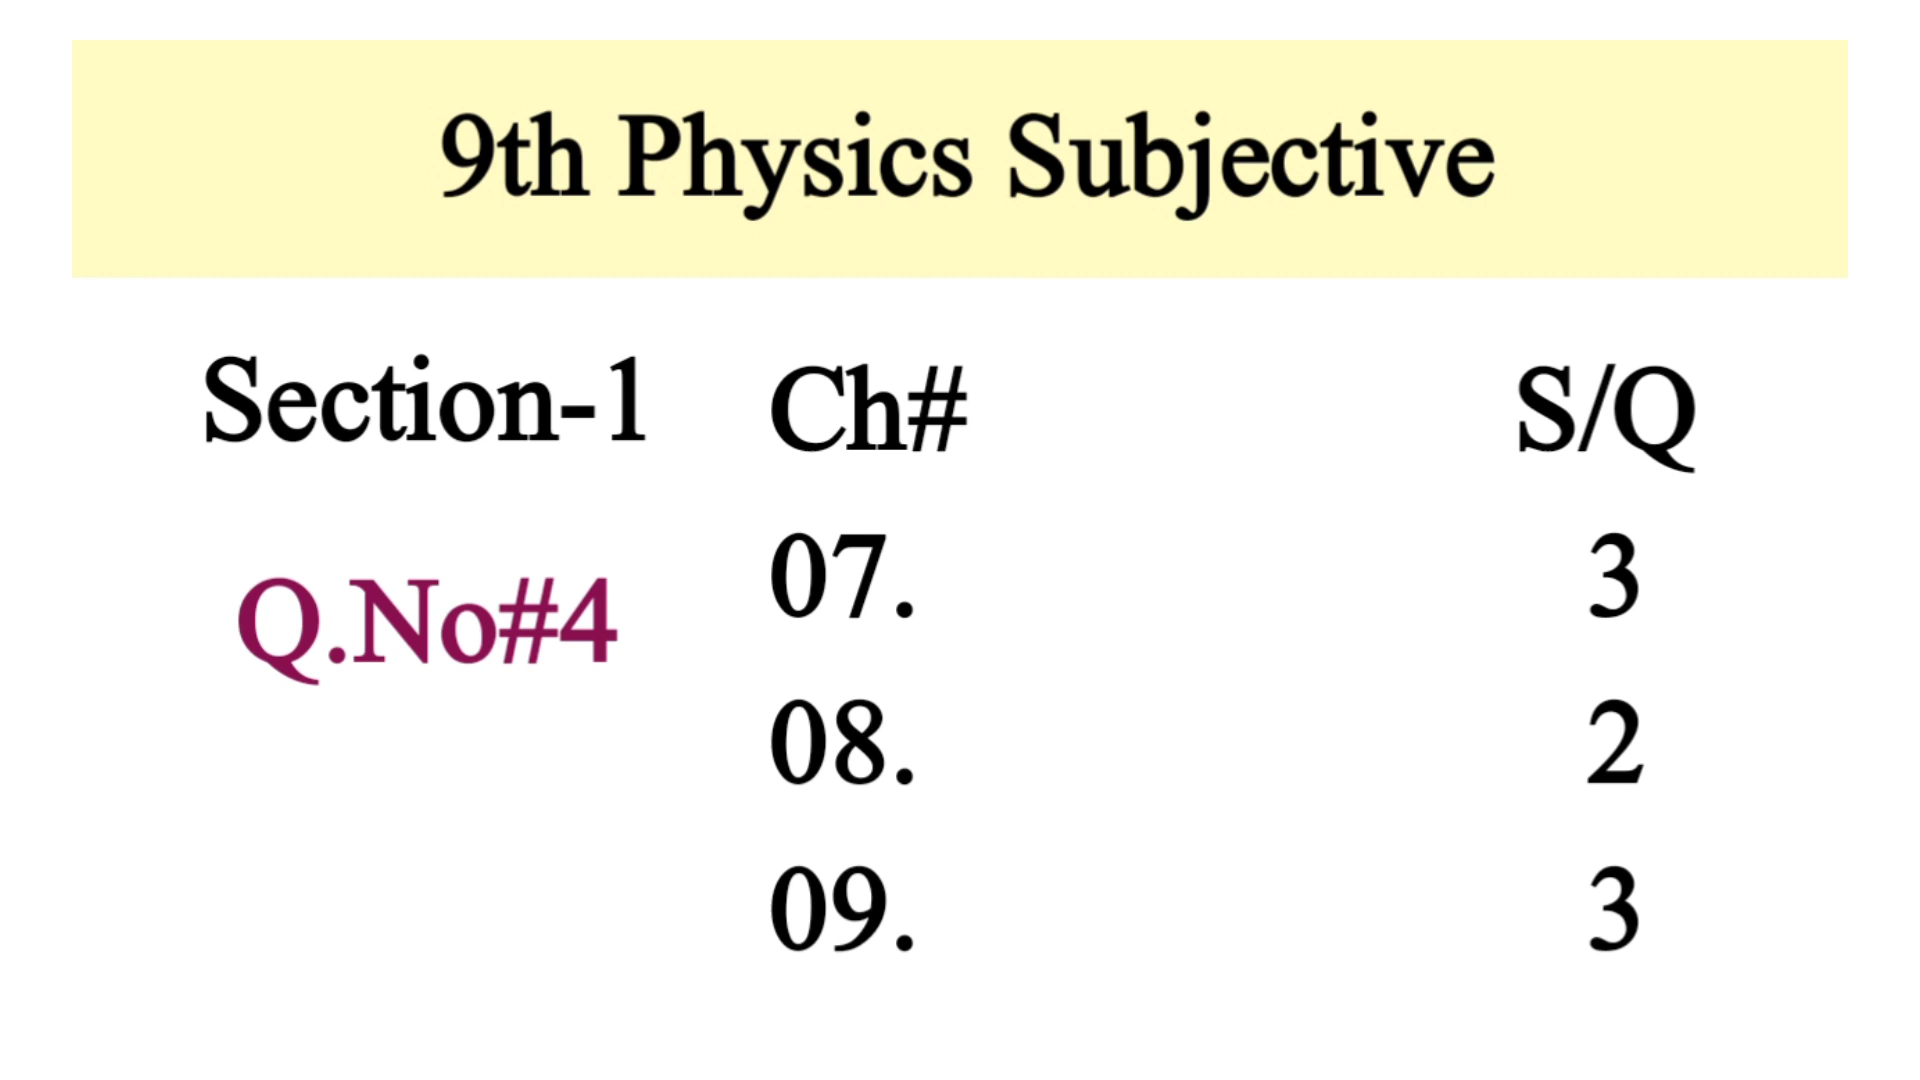 9th Physics Subjective
Section-1 Ch# S/Q
Q.No#4 07. 3
08. 2
09. 3